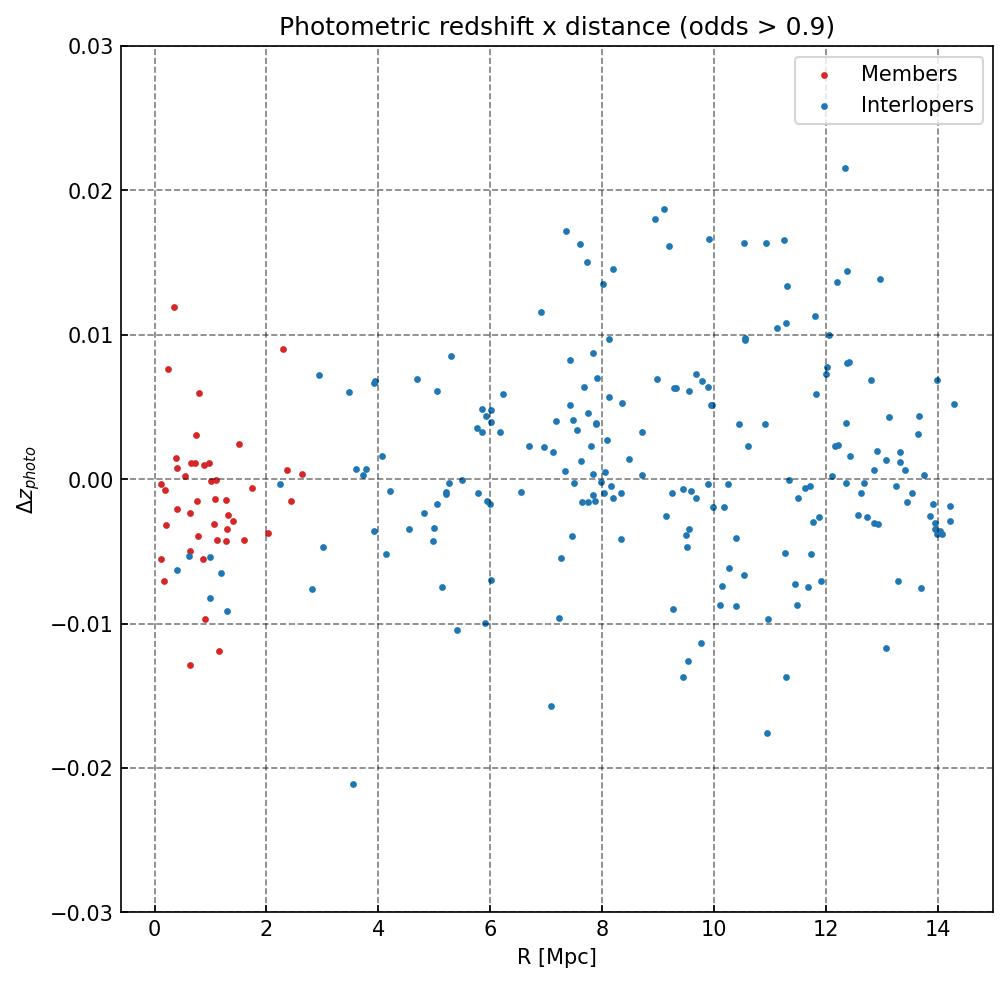 Photometric redshift x distance (odds > 0.9)
Members
Interlopers
0.03
0.02
0.01
0.00
−0.01
−0.02
−0.03
Δz_photo
0 2 4 6 8 10 12 14
R [Mpc]